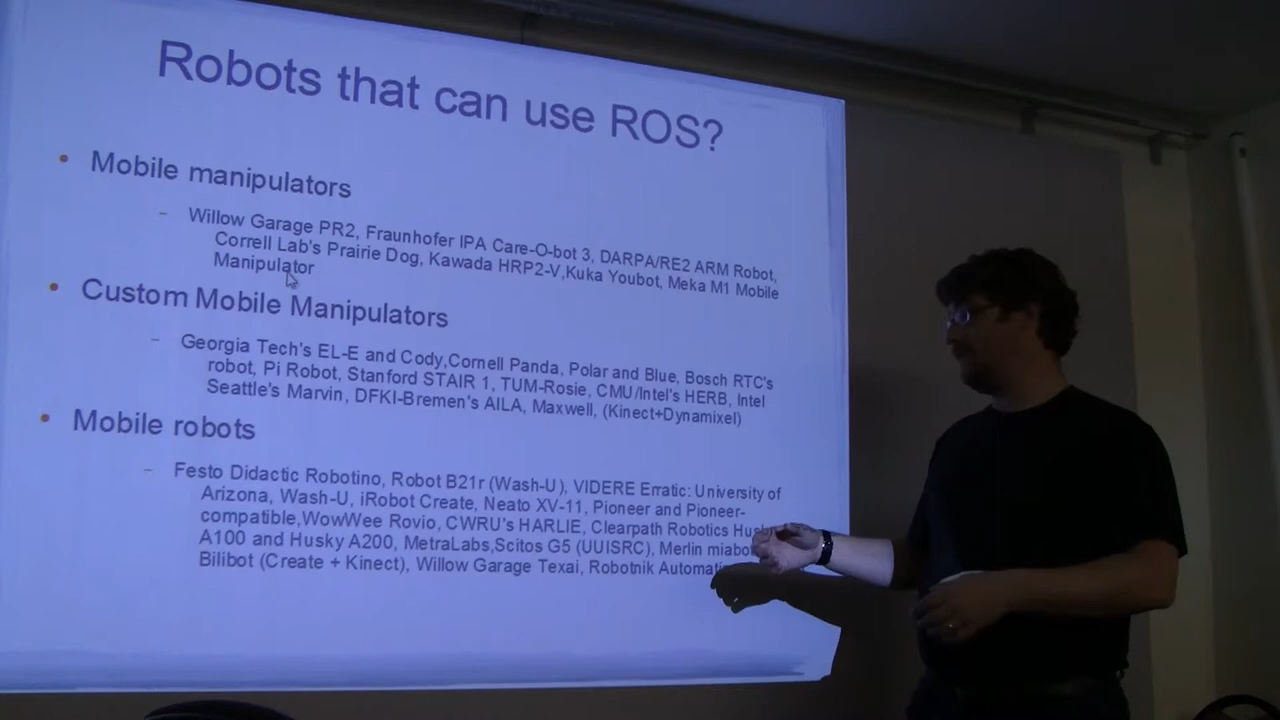 Robots that can use ROS?
Mobile manipulators
Willow Garage PR2, Fraunhofer IPA Care-O-bot 3, DARPA/RE2 ARM Robot,
Correll Lab's Prairie Dog, Kawada HRP2-V,Kuka Youbot, Meka M1 Mobile
Manipulator
Custom Mobile Manipulators
Georgia Tech's EL-E and Cody,Cornell Panda, Polar and Blue, Bosch RTC's
robot, Pi Robot, Stanford STAIR 1, TUM-Rosie, CMU/Intel's HERB, Intel
Seattle's Marvin, DFKI-Bremen's AILA, Maxwell, (Kinect+Dynamixel)
Mobile robots
Festo Didactic Robotino, Robot B21r (Wash-U), VIDERE Erratic: University of
Arizona, Wash-U, iRobot Create, Neato XV-11, Pioneer and Pioneer-
compatible,WowWee Rovio, CWRU's HARLIE, Clearpath Robotics Husky
A100 and Husky A200, MetraLabs,Scitos G5 (UUISRC), Merlin
Bilibot (Create + Kinect), Willow Garage Texai, Robotnik